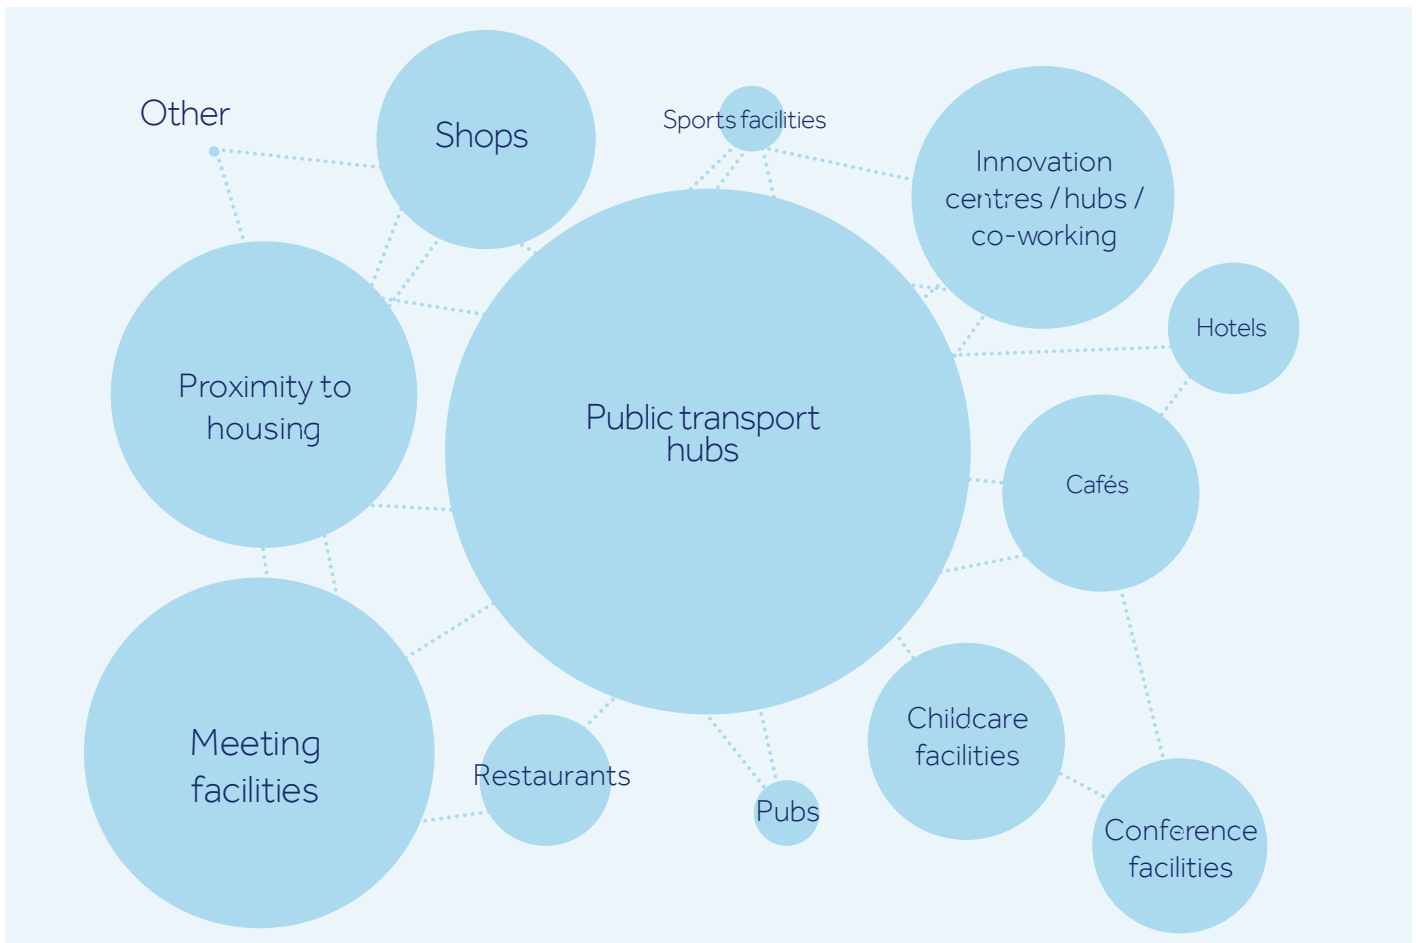 Other
Shops
Sports facilities
Innovation
centres / hubs /
co-working
Hotels
Proximity to
housing
Public transport
hubs
Cafés
Meeting
facilities
Restaurants
Pubs
Childcare
facilities
Conference
facilities